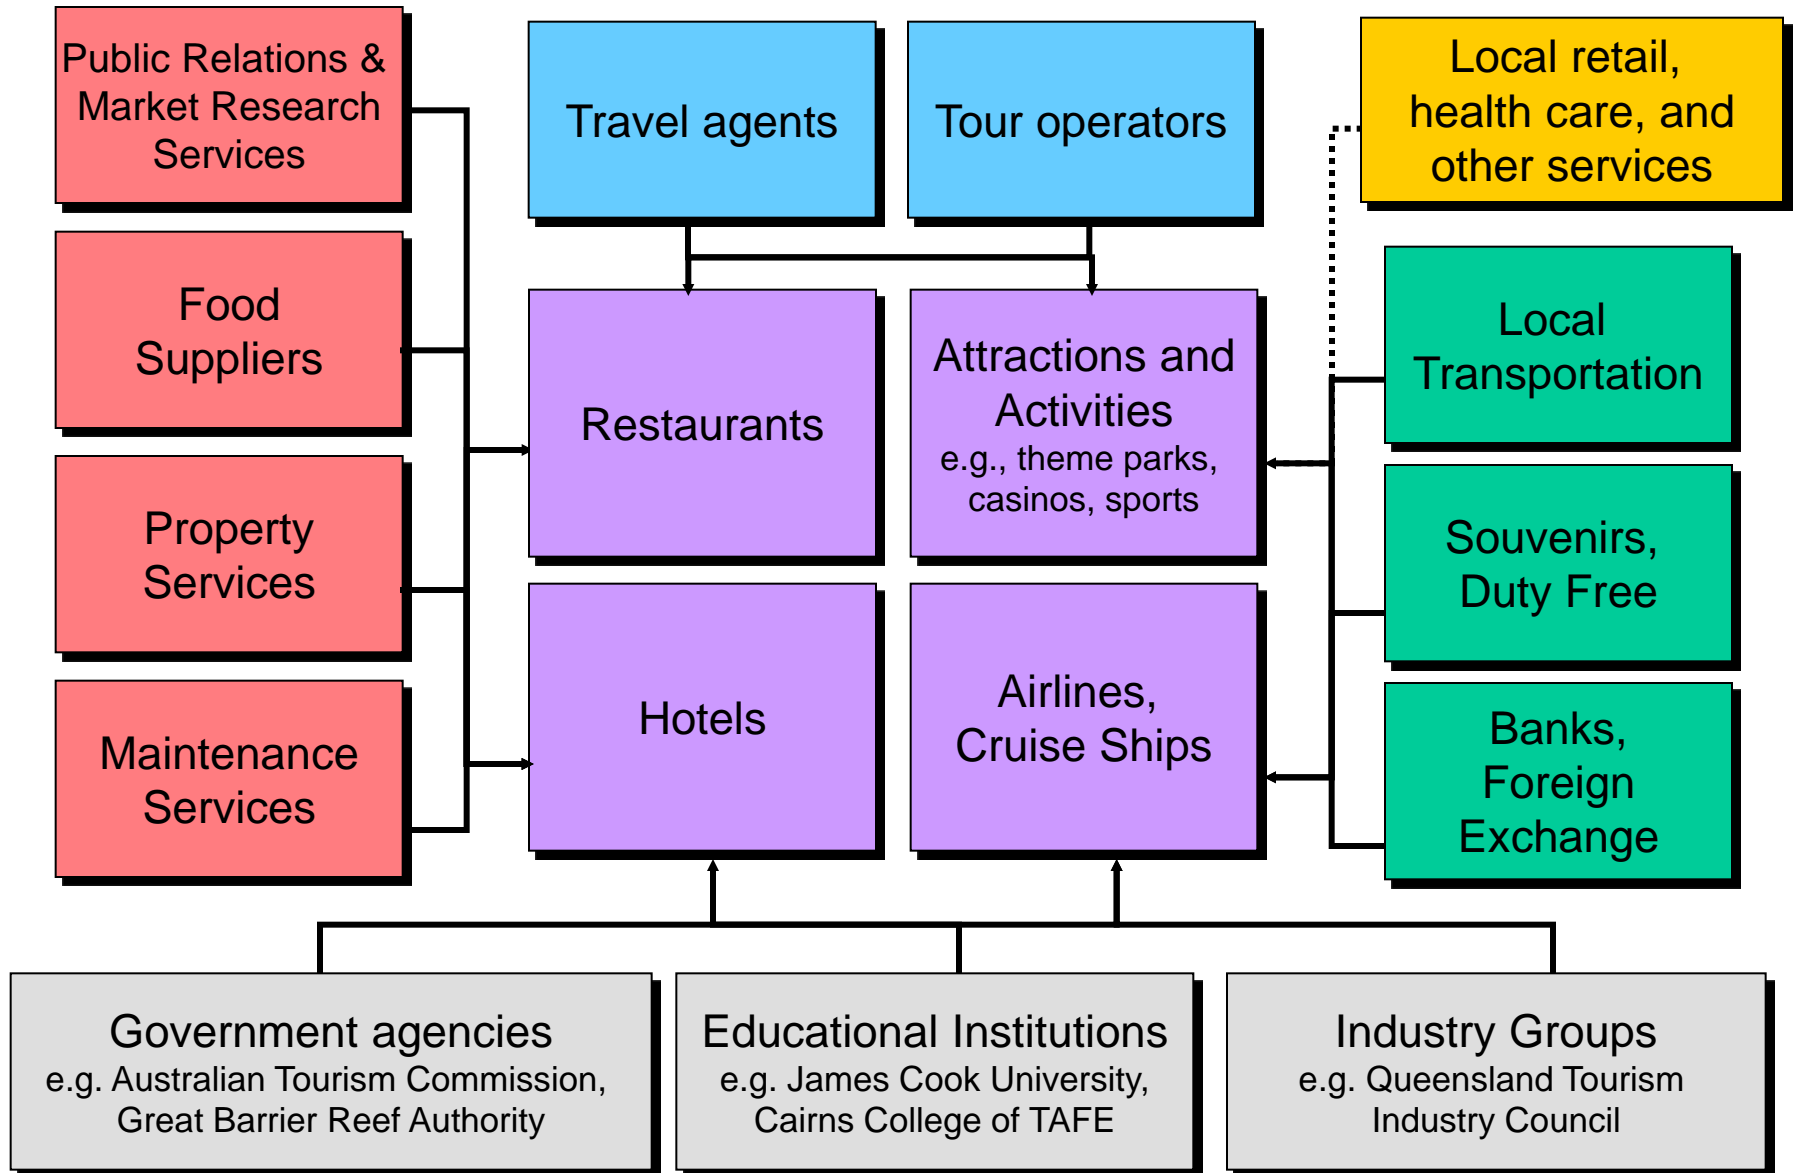 Public Relations &
Market Research
Services
Travel agents
Tour operators
Local retail,
health care, and
other services
Food
Suppliers
Restaurants
Attractions and
Activities
e.g., theme parks,
casinos, sports
Local
Transportation
Property
Services
Souvenirs,
Duty Free
Maintenance
Services
Hotels
Airlines,
Cruise Ships
Banks,
Foreign
Exchange
Government agencies
e.g. Australian Tourism Commission,
Great Barrier Reef Authority
Educational Institutions
e.g. James Cook University,
Cairns College of TAFE
Industry Groups
e.g. Queensland Tourism
Industry Council